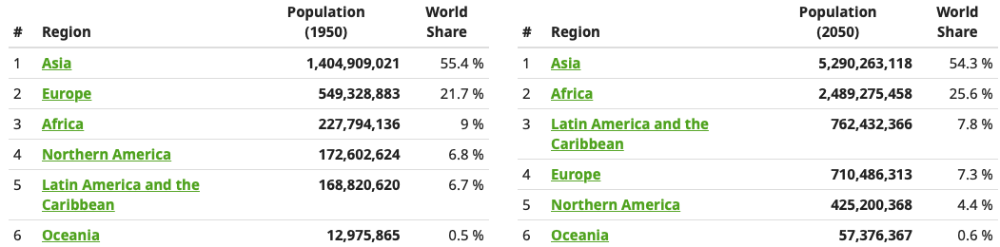 # Region Population (1950) World Share
1 Asia 1,404,909,021 55.4 %
2 Europe 549,328,883 21.7 %
3 Africa 227,794,136 9 %
4 Northern America 172,602,624 6.8 %
5 Latin America and the 168,820,620 6.7 %
Caribbean
6 Oceania 12,975,865 0.5 %
# Region Population (2050) World Share
1 Asia 5,290,263,118 54.3 %
2 Africa 2,489,275,458 25.6 %
3 Latin America and the 762,432,366 7.8 %
Caribbean
4 Europe 710,486,313 7.3 %
5 Northern America 425,200,368 4.4 %
6 Oceania 57,376,367 0.6 %